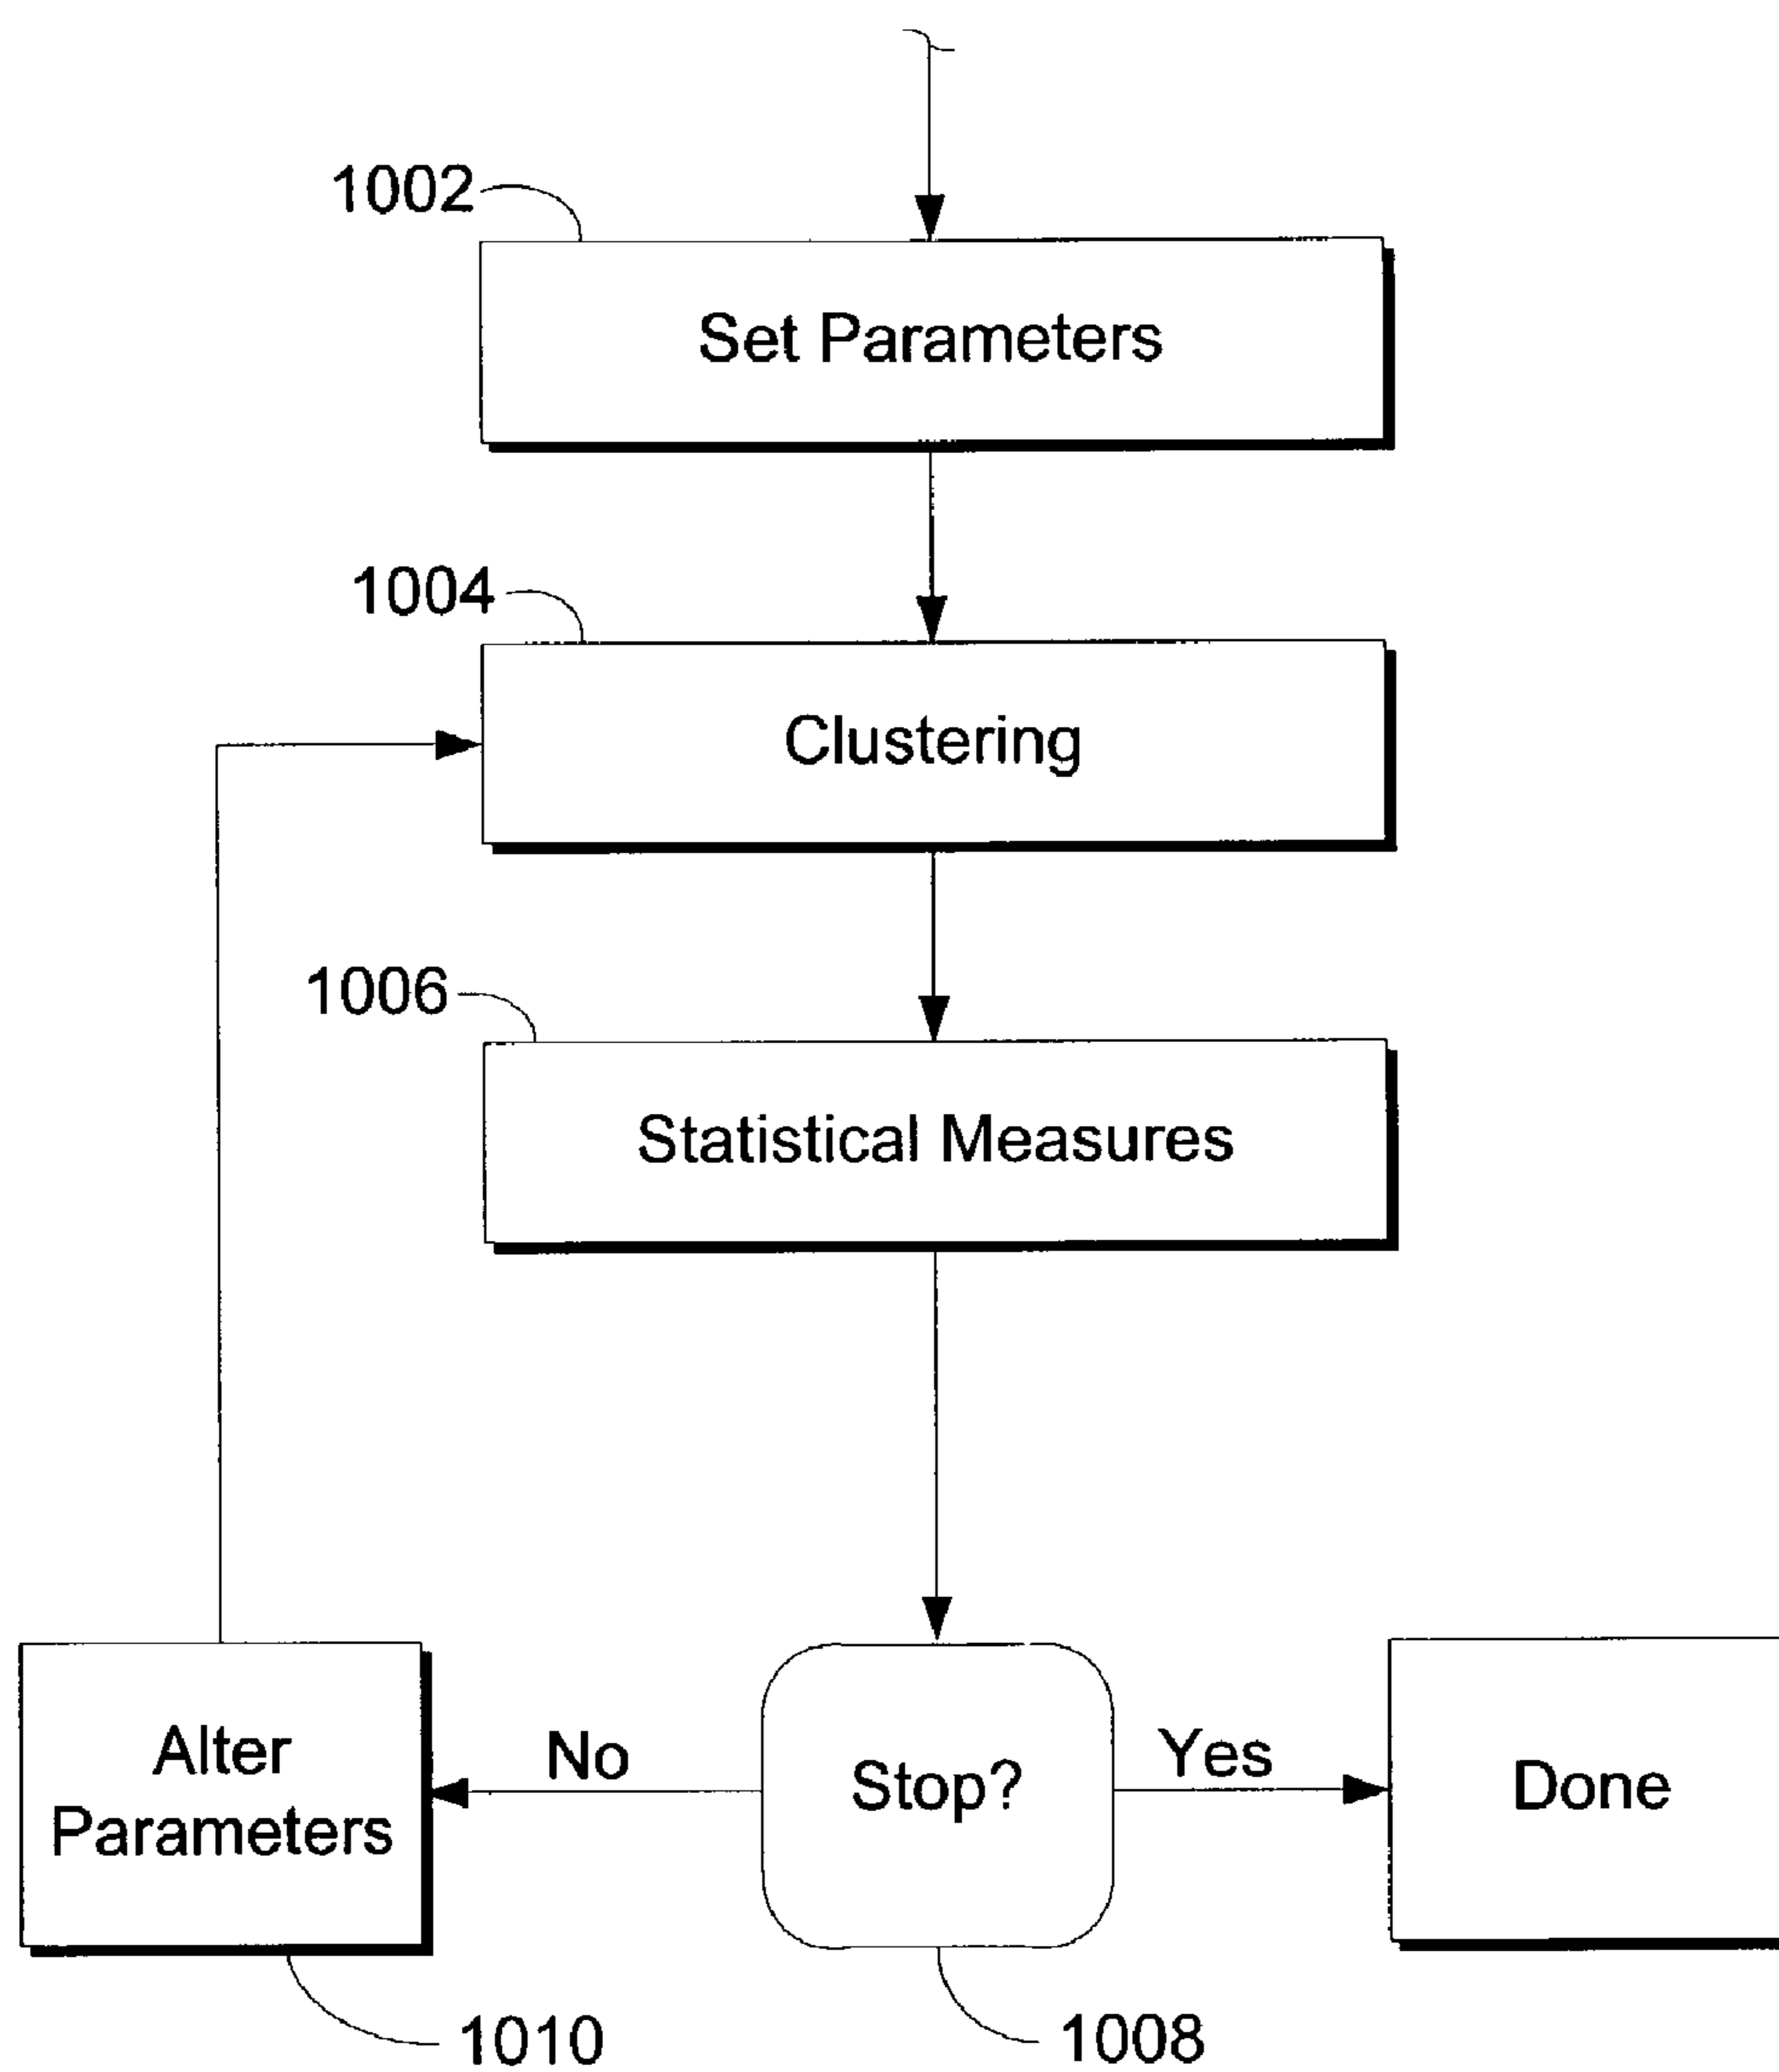 1002
Set Parameters
1004
Clustering
1006
Statistical Measures
Alter
Parameters
No
Stop?
Yes
Done
1010
1008